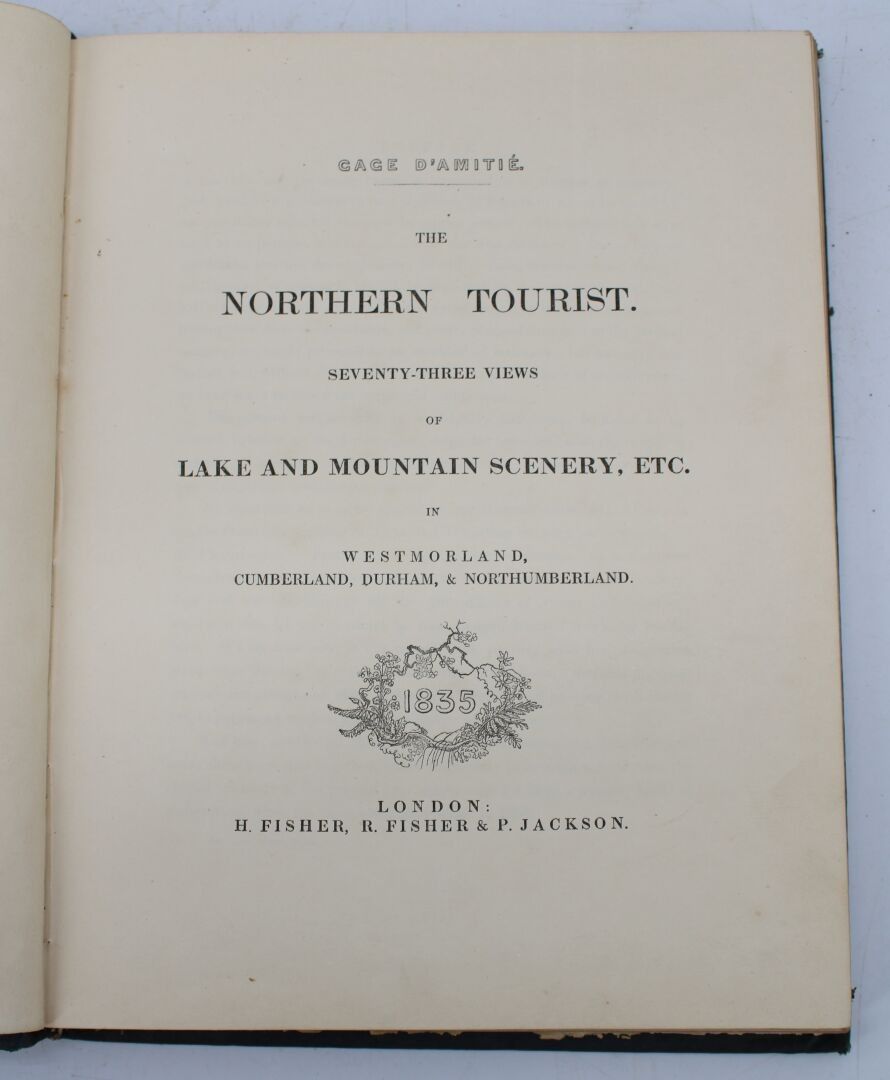 GAGE D'AMITIÉ.
THE
NORTHERN TOURIST.
SEVENTY-THREE VIEWS
OF
LAKE AND MOUNTAIN SCENERY, ETC.
IN
WESTMORLAND,
CUMBERLAND, DURHAM, & NORTHUMBERLAND.
1835
LONDON:
H. FISHER, R. FISHER & P. JACKSON.